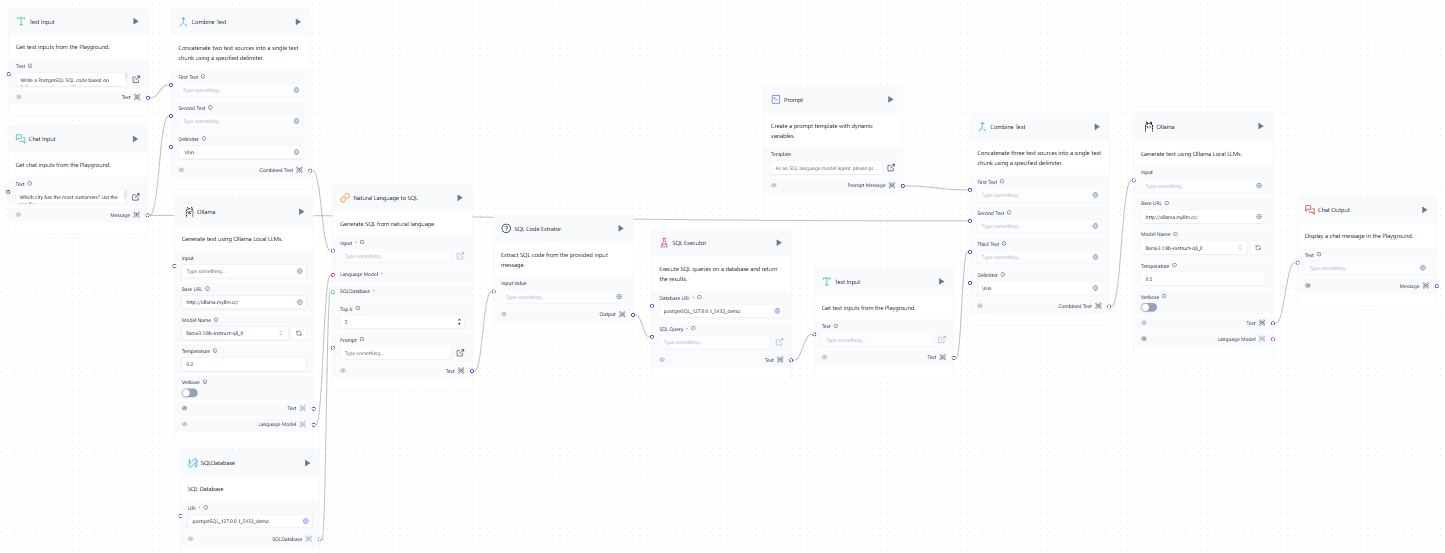 Text Input
Get text inputs from the Playground.
Text
Write a PostgreSQL SQL code based on
Text
Chat Input
Get chat inputs from the Playground.
Text
Which city has the most customers? List the
Message
Combine Text
Concatenate two text sources into a single text
chunk using a specified delimiter.
First Text
Type something...
Second Text
Type something...
Delimiter
\n\n
Combined Text
Ollama
Generate text using Ollama Local LLMs.
Input
Type something...
Base URL
http://ollama.myllm.cc/
Model Name
llama3.1:8b-instruct-q8_0
Temperature
0.2
Verbose
Text
Language Model
SQLDatabase
SQL Database
URI *
postgreSQL_127.0.0.1_5432_demo
SQLDatabase
Natural Language to SQL
Generate SQL from natural language.
Input *
Type something...
Language Model *
SQLDatabase *
Top K
5
Prompt
Type something...
Text
SQL Code Extrator
Extract SQL code from the provided input
message.
Input Value
Type something...
Output
SQL Executor
Execute SQL queries on a database and return
the results.
Database URI *
postgreSQL_127.0.0.1_5432_demo
SQL Query *
Type something...
Text
Prompt
Create a prompt template with dynamic
variables.
Template
As an SQL language model agent, please pr...
Prompt Message
Text Input
Get text inputs from the Playground.
Text
Type something...
Text
Combine Text
Concatenate three text sources into a single text
chunk using a specified delimiter.
First Text
Type something...
Second Text
Type something...
Third Text
Type something...
Delimiter
\n\n
Combined Text
Ollama
Generate text using Ollama Local LLMs.
Input
Type something...
Base URL
http://ollama.myllm.cc/
Model Name
llama3.1:8b-instruct-q8_0
Temperature
0.2
Verbose
Text
Language Model
Chat Output
Display a chat message in the Playground.
Text
Type something...
Message